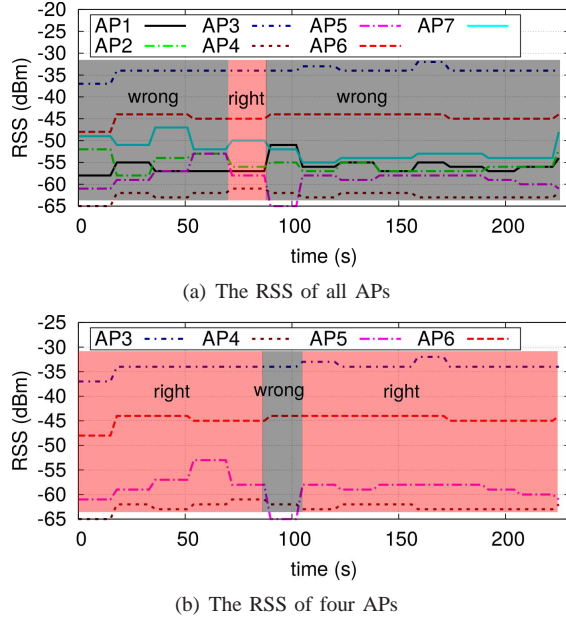 -20
-25
-30
-35
-40
-45
-50
-55
-60
-65
RSS (dBm)
AP1 AP3 AP5 AP7
AP2 AP4 AP6
wrong right wrong
0 50 100 150 200
time (s)
(a) The RSS of all APs
-25
-30
-35
-40
-45
-50
-55
-60
-65
RSS (dBm)
AP3 AP4 AP5 AP6
right wrong right
0 50 100 150 200
time (s)
(b) The RSS of four APs